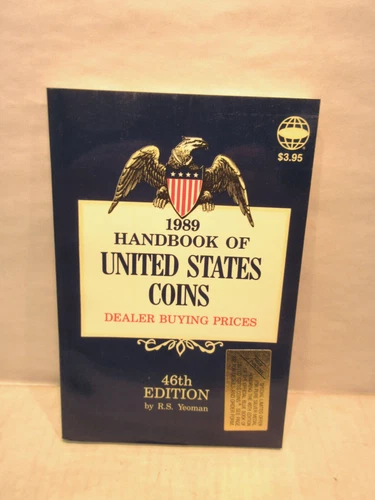 $3.95
1989
HANDBOOK OF
UNITED STATES
COINS
DEALER BUYING PRICES
46th
EDITION
by R.S. Yeoman